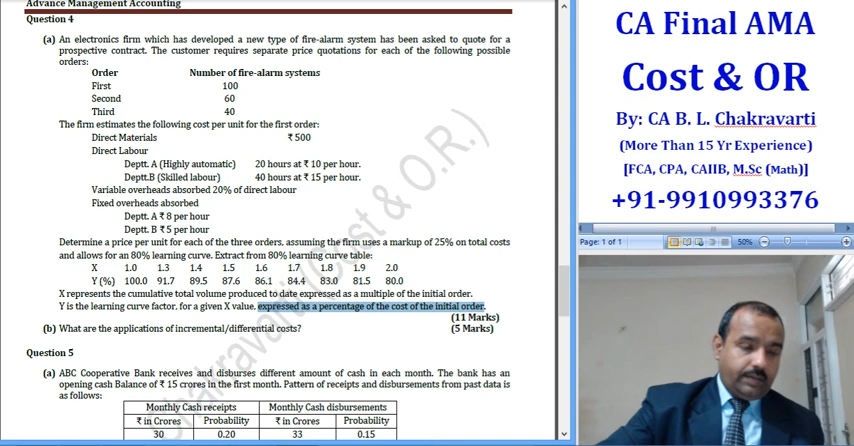 Advance Management Accounting
Question 4
(a) An electronics firm which has developed a new type of fire-alarm system has been asked to quote for a
prospective contract. The customer requires separate price quotations for each of the following possible
orders:
Order Number of fire-alarm systems
First 100
Second 60
Third 40
The firm estimates the following cost per unit for the first order:
Direct Materials ₹ 500
Direct Labour
Deptt. A (Highly automatic) 20 hours at ₹ 10 per hour.
Deptt.B (Skilled labour) 40 hours at ₹ 15 per hour.
Variable overheads absorbed 20% of direct labour
Fixed overheads absorbed
Deptt. A ₹ 8 per hour
Deptt. B ₹ 5 per hour
Determine a price per unit for each of the three orders, assuming the firm uses a markup of 25% on total costs
and allows for an 80% learning curve. Extract from 80% learning curve table:
X 1.0 1.3 1.4 1.5 1.6 1.7 1.8 1.9 2.0
Y (%) 100.0 91.7 89.5 87.6 86.1 84.4 83.0 81.5 80.0
X represents the cumulative total volume produced to date expressed as a multiple of the initial order.
Y is the learning curve factor, for a given X value, expressed as a percentage of the cost of the initial order.
(11 Marks)
(b) What are the applications of incremental/differential costs? (5 Marks)
Question 5
(a) ABC Cooperative Bank receives and disburses different amount of cash in each month. The bank has an
opening cash Balance of ₹ 15 crores in the first month. Pattern of receipts and disbursements from past data is
as follows:
Monthly Cash receipts Monthly Cash disbursements
₹ in Crores Probability ₹ in Crores Probability
30 0.20 33 0.15
Chakravarti (Cost & O.R.)
CA Final AMA
Cost & OR
By: CA B. L. Chakravarti
(More Than 15 Yr Experience)
[FCA, CPA, CAIIB, M.Sc (Math)]
+91-9910993376
Page: 1 of 1
50%